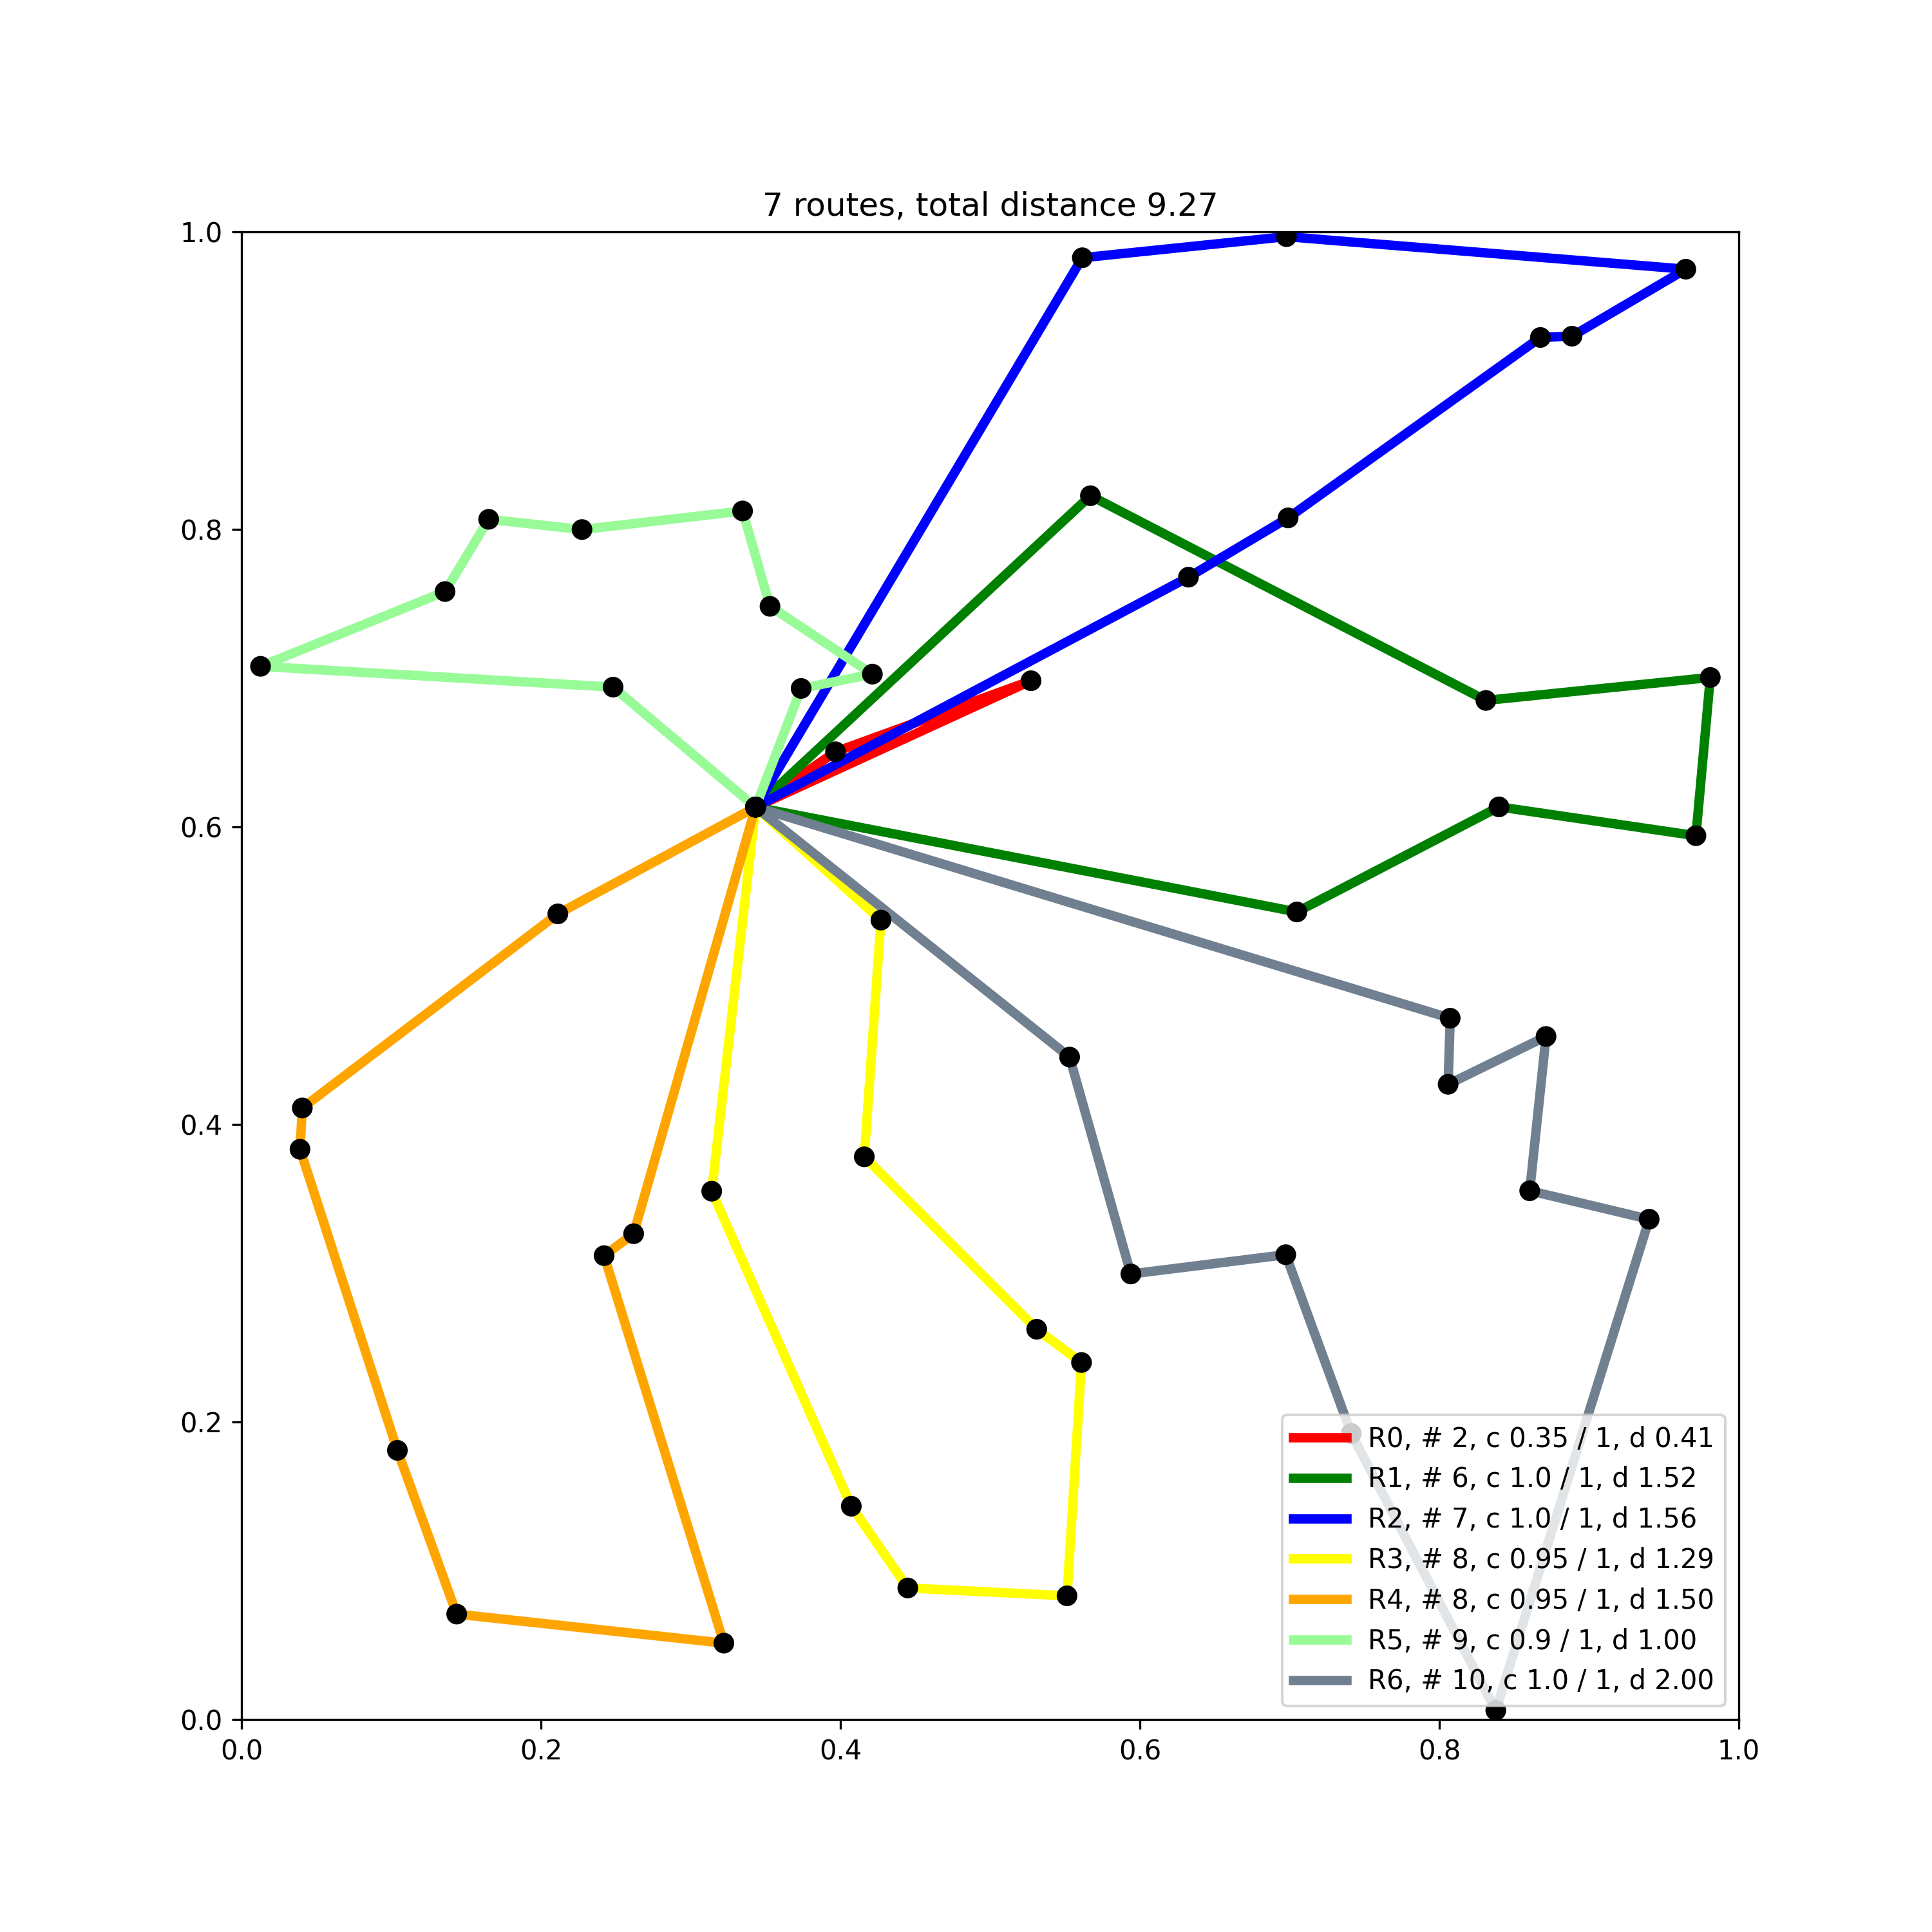 7 routes, total distance 9.27
1.0
0.8
0.6
0.4
0.2
0.0
0.0 0.2 0.4 0.6 0.8 1.0
R0, # 2, c 0.35 / 1, d 0.41
R1, # 6, c 1.0 / 1, d 1.52
R2, # 7, c 1.0 / 1, d 1.56
R3, # 8, c 0.95 / 1, d 1.29
R4, # 8, c 0.95 / 1, d 1.50
R5, # 9, c 0.9 / 1, d 1.00
R6, # 10, c 1.0 / 1, d 2.00